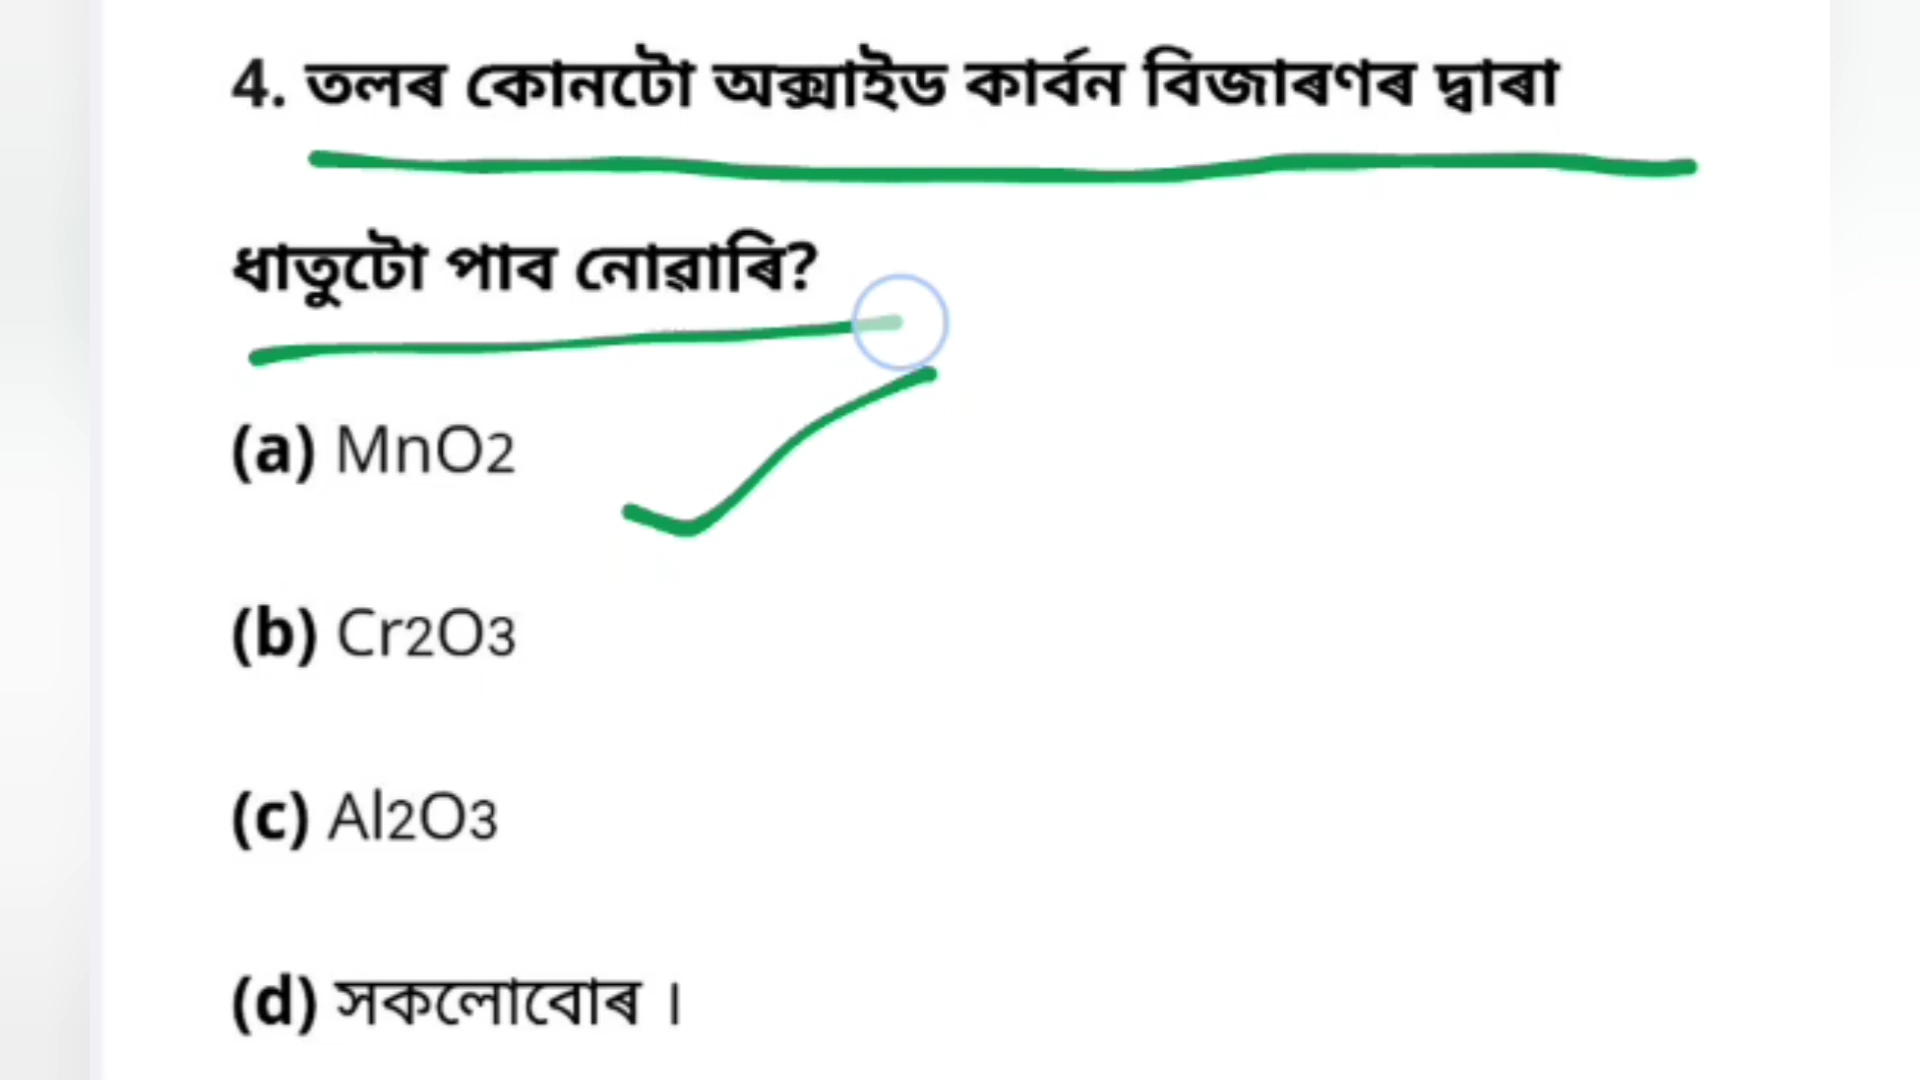 4. তলৰ কোনটো অক্সাইড কাৰ্বন বিজাৰণৰ দ্বাৰা
ধাতুটো পাব নোৱাৰি?
(a) MnO2
(b) Cr2O3
(c) Al2O3
(d) সকলোবোৰ ।